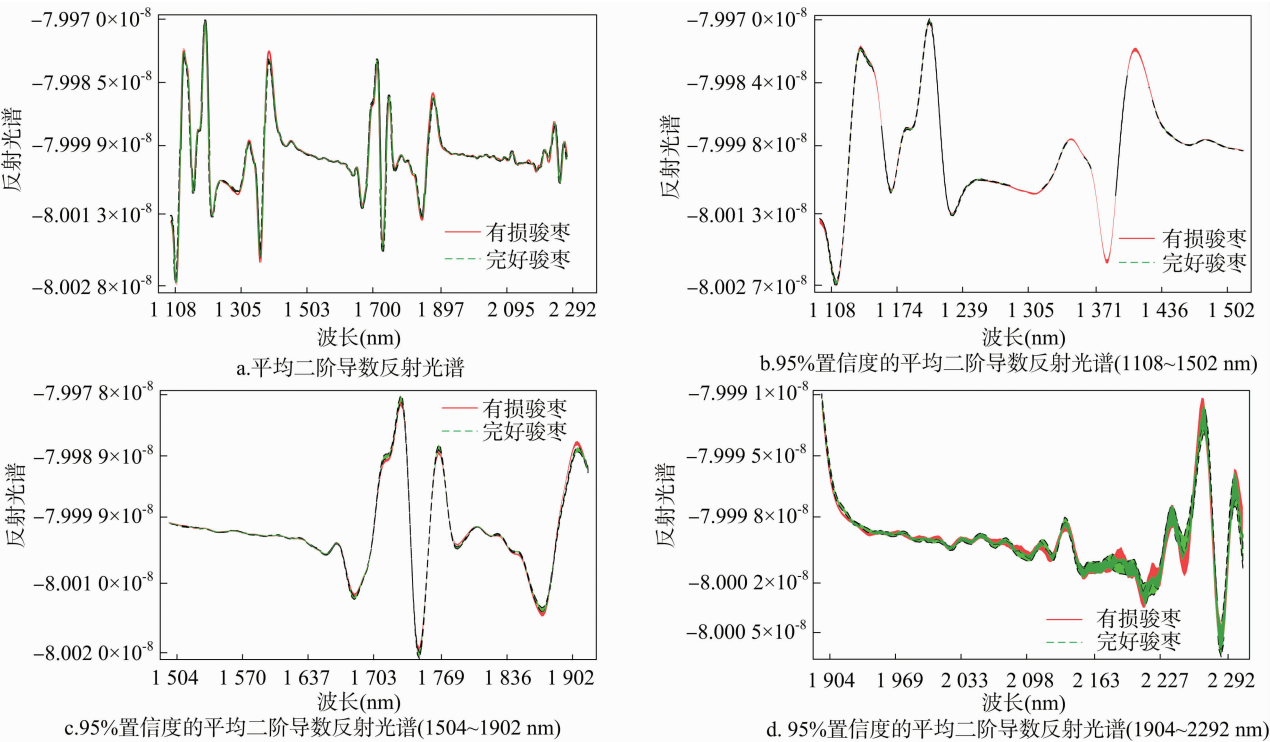 −7.997 0×10-8
−7.998 5×10-8
−7.999 9×10-8
−8.001 3×10-8
−8.002 8×10-8
反射光谱
有损骏枣
完好骏枣
1 108 1 305 1 503 1 700 1 897 2 095 2 292
波长(nm)
a.平均二阶导数反射光谱
−7.997 0×10-8
−7.998 4×10-8
−7.999 8×10-8
−8.001 3×10-8
−8.002 7×10-8
反射光谱
有损骏枣
完好骏枣
1 108 1 174 1 239 1 305 1 371 1 436 1 502
波长(nm)
b.95%置信度的平均二阶导数反射光谱(1108~1502 nm)
−7.997 8×10-8
−7.998 9×10-8
−7.999 9×10-8
−8.001 0×10-8
−8.002 0×10-8
反射光谱
有损骏枣
完好骏枣
1 504 1 570 1 637 1 703 1 769 1 836 1 902
波长(nm)
c.95%置信度的平均二阶导数反射光谱(1504~1902 nm)
−7.999 1×10-8
−7.999 5×10-8
−7.999 8×10-8
−8.000 2×10-8
−8.000 5×10-8
反射光谱
有损骏枣
完好骏枣
1 904 1 969 2 033 2 098 2 163 2 227 2 292
波长(nm)
d. 95%置信度的平均二阶导数反射光谱(1904~2292 nm)